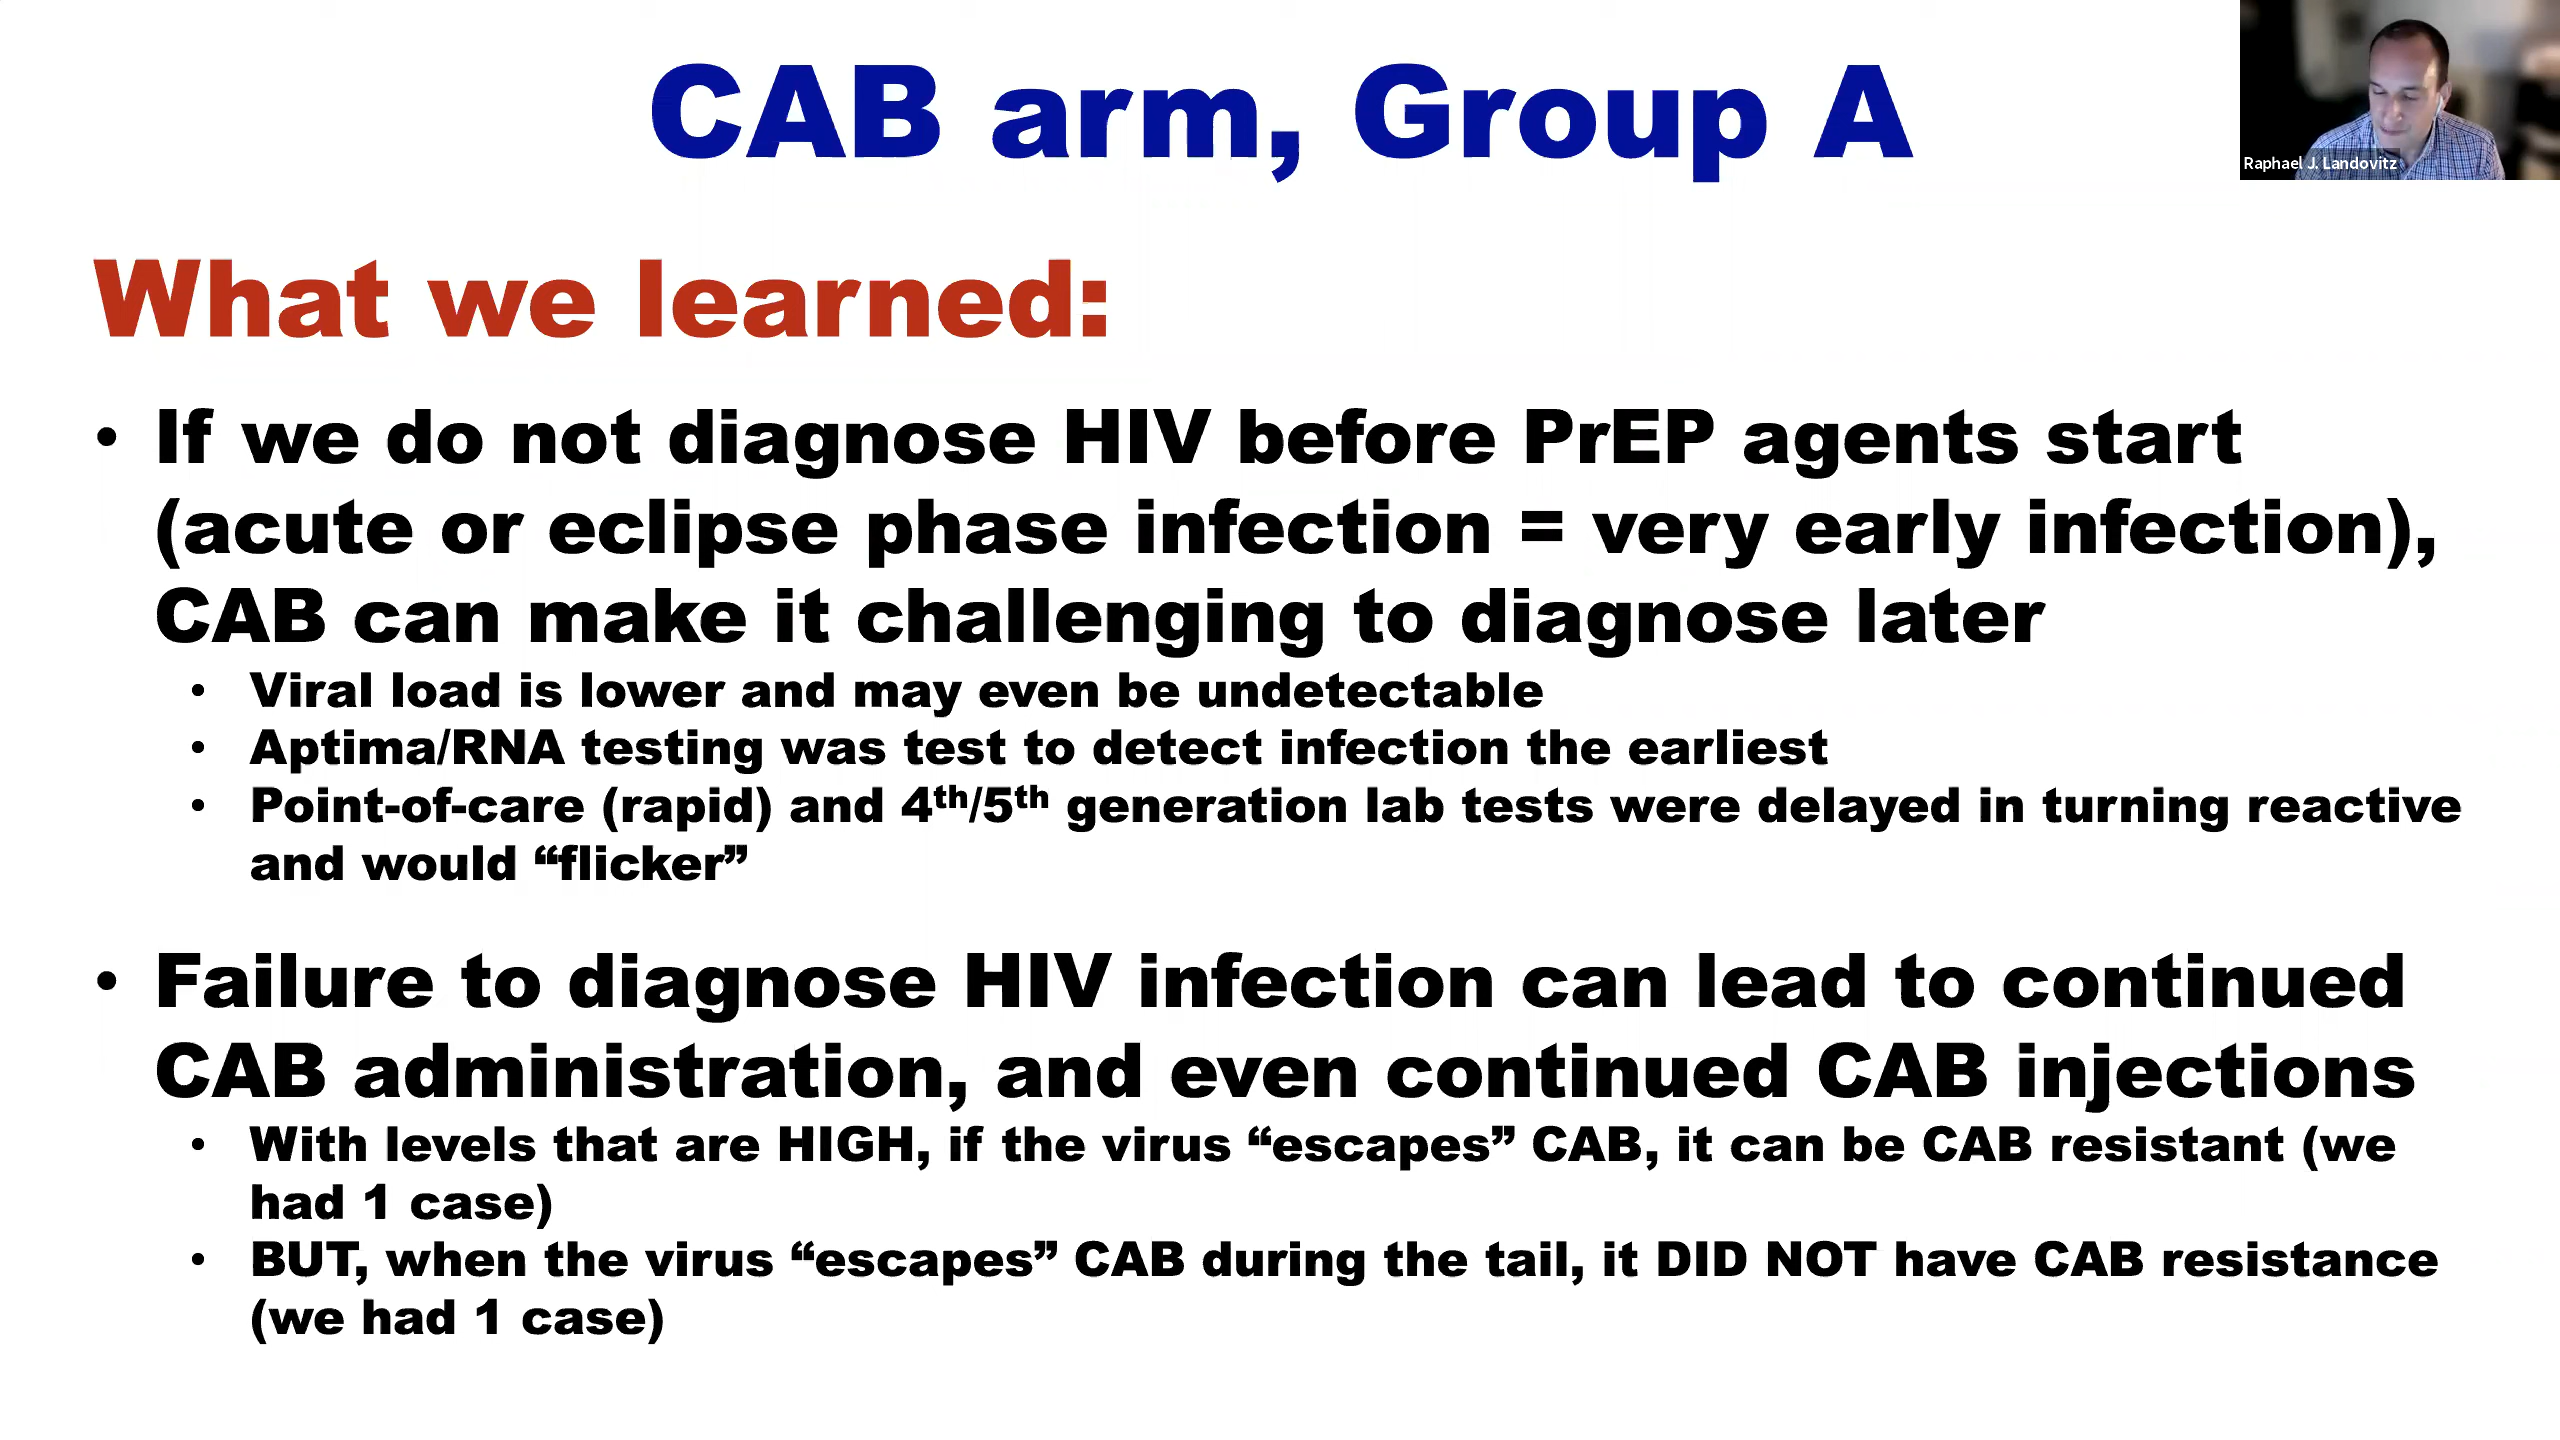 CAB arm, Group A
Raphael J. Landovitz
What we learned:
• If we do not diagnose HIV before PrEP agents start
(acute or eclipse phase infection = very early infection),
CAB can make it challenging to diagnose later
• Viral load is lower and may even be undetectable
• Aptima/RNA testing was test to detect infection the earliest
• Point-of-care (rapid) and 4th/5th generation lab tests were delayed in turning reactive
and would “flicker”
• Failure to diagnose HIV infection can lead to continued
CAB administration, and even continued CAB injections
• With levels that are HIGH, if the virus “escapes” CAB, it can be CAB resistant (we
had 1 case)
• BUT, when the virus “escapes” CAB during the tail, it DID NOT have CAB resistance
(we had 1 case)